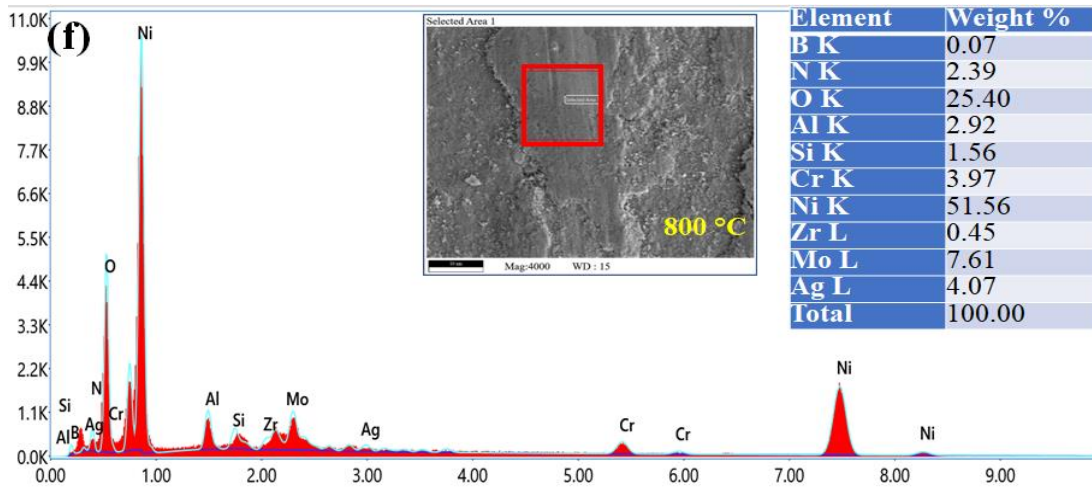 (f)
11.0K
9.9K
8.8K
7.7K
6.6K
5.5K
4.4K
3.3K
2.2K
1.1K
0.0K
0.00 1.00 2.00 3.00 4.00 5.00 6.00 7.00 8.00 9.00
Ni
O
N
Si
Al
B
Ag
Cr
Al
Si
Zr
Mo
Ag
Cr
Cr
Ni
Ni
Selected Area 1
Selected Area
800 °C
Mag:4000 WD : 15
Element Weight %
B K 0.07
N K 2.39
O K 25.40
Al K 2.92
Si K 1.56
Cr K 3.97
Ni K 51.56
Zr L 0.45
Mo L 7.61
Ag L 4.07
Total 100.00